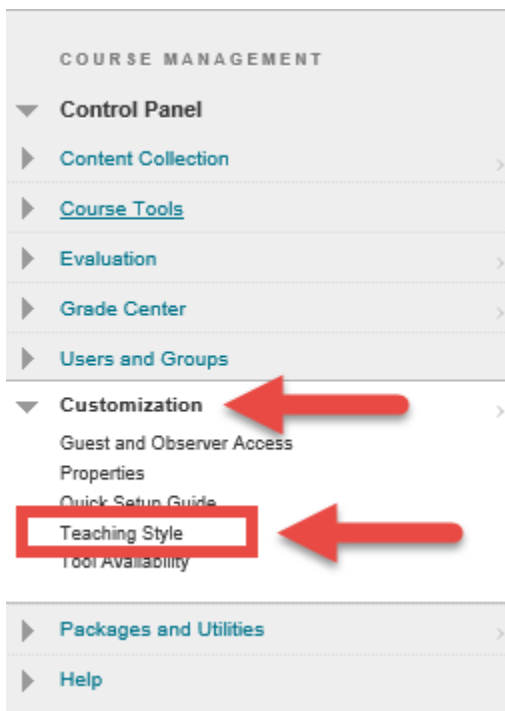 COURSE MANAGEMENT
Control Panel
Content Collection
Course Tools
Evaluation
Grade Center
Users and Groups
Customization
Guest and Observer Access
Properties
Quick Setup Guide
Teaching Style
Tool Availability
Packages and Utilities
Help